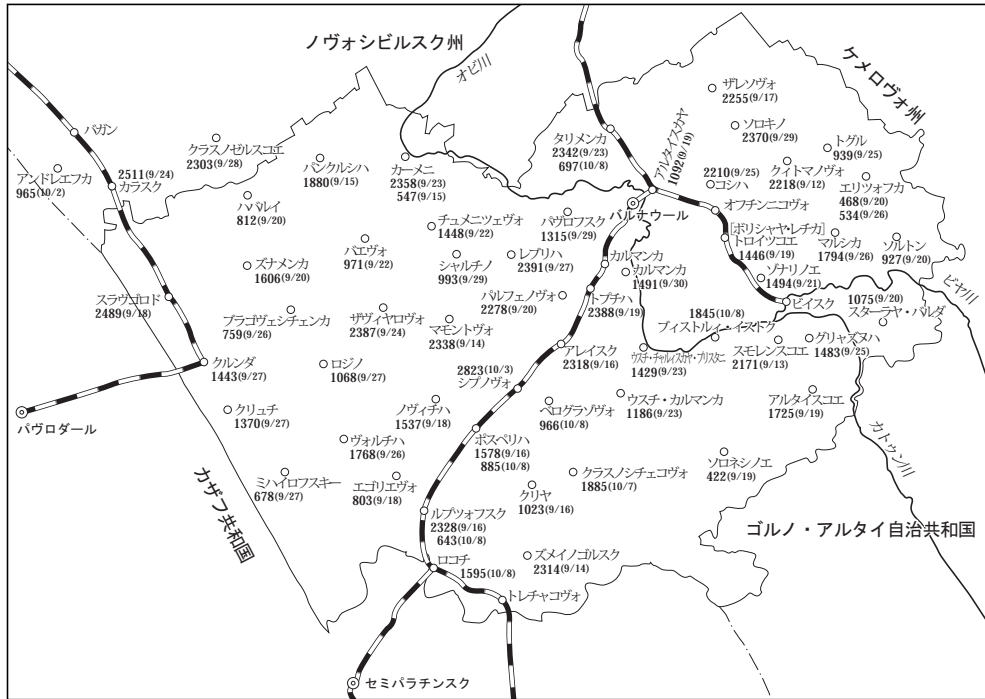 ノヴォシビルスク州
オビ川
ケメロヴォ州
ザレソヴォ
2255(9/17)
ソロキノ
2370(9/29)
トグル
939(9/25)
バガン
クラスノゼルスコエ
2303(9/28)
パンクルシハ
1880(9/15)
カーメニ
2358(9/23)
547(9/15)
タリメンカ
2342(9/23)
697(10/8)
アルタイスカヤ
1092(9/19)
2210(9/25)
コシハ
クィトマノヴォ
2218(9/12)
エリツォフカ
468(9/20)
534(9/26)
アンドレエフカ
965(10/2)
2511(9/24)
カラスク
ハバルイ
812(9/20)
チュメニツェヴォ
1448(9/22)
パヴロフスク
1315(9/29)
バルナウール
オフチンニコヴォ
[ボリシャヤ・レチカ]
トロイツコエ
1446(9/19)
マルシカ
1794(9/26)
ソルトン
927(9/20)
バエヴォ
971(9/22)
シャルチノ
993(9/29)
レブリハ
2391(9/27)
カルマンカ
カルマンカ
1491(9/30)
ズナメンカ
1606(9/20)
ゾナリノエ
1494(9/21)
ビヤ川
スラヴゴロド
2489(9/18)
パルフェノヴォ
2278(9/20)
トプチハ
2388(9/19)
ビイスク
1075(9/20)
スターラヤ・バルダ
ブラゴヴェシチェンカ
759(9/26)
ザヴィヤロヴォ
2387(9/24)
マモントヴォ
2338(9/14)
1845(10/8)
ブィストルィ・イストク
アレイスク
2318(9/16)
ウスチ・チャルィスカヤ・プリスタニ
1429(9/23)
スモレンスコエ
2171(9/13)
グリャズヌハ
1483(9/25)
クルンダ
1443(9/27)
ロジノ
1068(9/27)
2823(10/3)
シプノヴォ
パヴロダール
クリュチ
1370(9/27)
ノヴィチハ
1537(9/18)
ベログラゾヴォ
966(10/8)
ウスチ・カルマンカ
1186(9/23)
アルタイスコエ
1725(9/19)
カトゥン川
ヴォルチハ
1768(9/26)
ポスペリハ
1578(9/16)
885(10/8)
カザフ共和国
ミハイロフスキー
678(9/27)
エゴリエヴォ
803(9/18)
クリヤ
1023(9/16)
クラスノシチェコヴォ
1885(10/7)
ソロネシノエ
422(9/19)
ルブツォフスク
2328(9/16)
643(10/8)
ゴルノ・アルタイ自治共和国
ロコチ
1595(10/8)
ズメイノゴルスク
2314(9/14)
トレチャコヴォ
セミパラチンスク